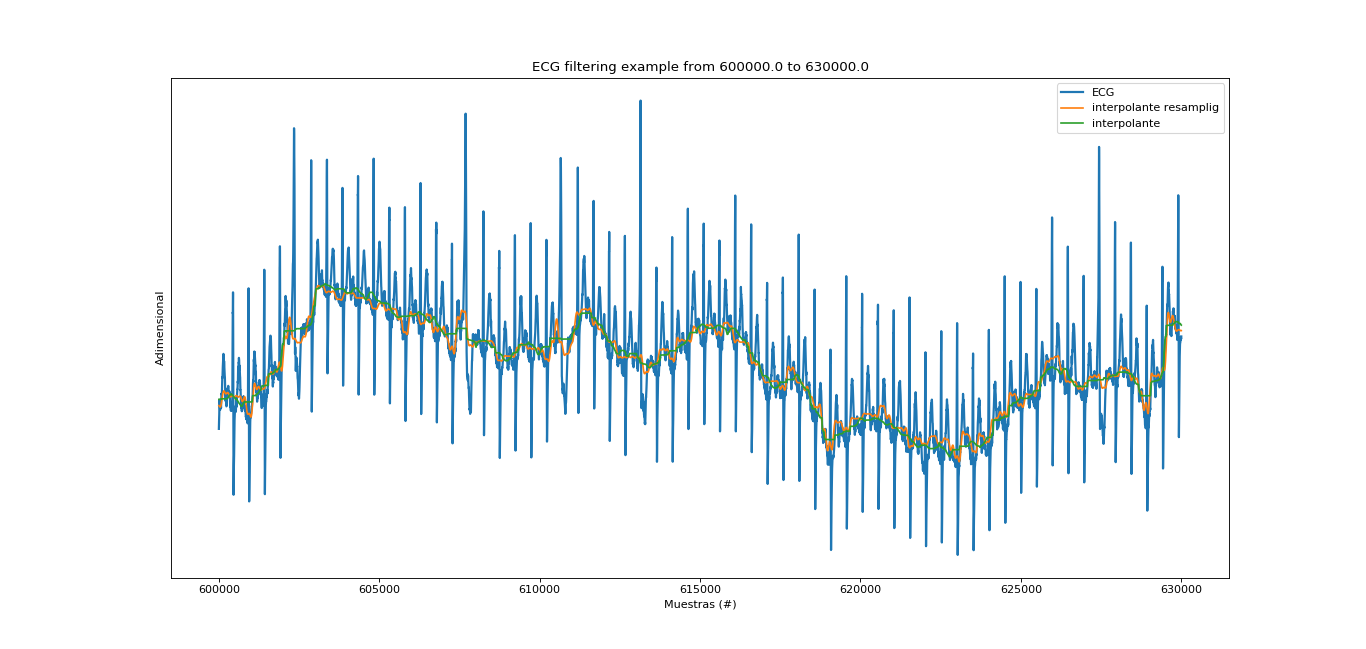 ECG filtering example from 600000.0 to 630000.0
ECG
interpolante resamplig
interpolante
Adimensional
600000 605000 610000 615000 620000 625000 630000
Muestras (#)